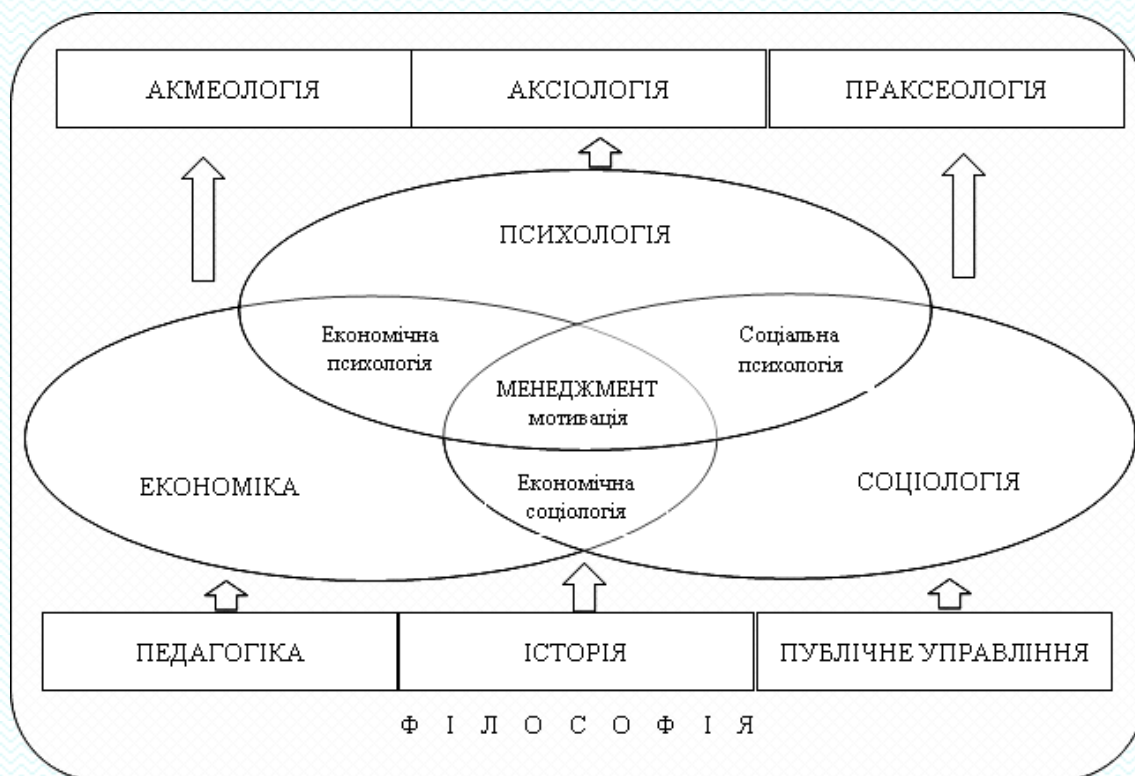 АКМЕОЛОГІЯ
АКСІОЛОГІЯ
ПРАКСЕОЛОГІЯ
ПСИХОЛОГІЯ
Економічна
психологія
Соціальна
психологія
МЕНЕДЖМЕНТ
мотивація
ЕКОНОМІКА
Економічна
соціологія
СОЦІОЛОГІЯ
ПЕДАГОГІКА
ІСТОРІЯ
ПУБЛІЧНЕ УПРАВЛІННЯ
Ф І Л О С О Ф І Я